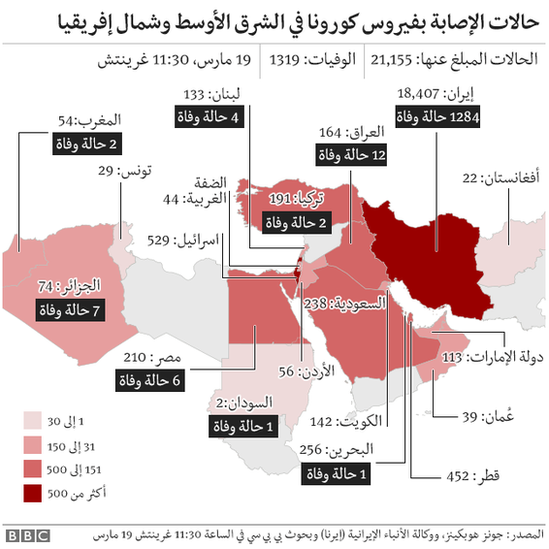 حالات الإصابة بفيروس كورونا في الشرق الأوسط وشمال إفريقيا
الحالات المبلغ عنها: 21,155
الوفيات: 1319
19 مارس، 11:30 غرينتش
إيران: 18,407
1284 حالة وفاة
لبنان: 133
4 حالة وفاة
المغرب: 54
2 حالة وفاة
العراق: 164
12 حالة وفاة
تونس: 29
الضفة
الغربية: 44
أفغانستان: 22
تركيا: 191
2 حالة وفاة
اسرائيل: 529
الجزائر: 74
7 حالة وفاة
السعودية: 238
مصر: 210
6 حالة وفاة
الأردن: 56
دولة الإمارات: 113
السودان: 2
1 حالة وفاة
الكويت: 142
عُمان: 39
البحرين: 256
1 حالة وفاة
قطر: 452
1 إلى 30
31 إلى 150
151 إلى 500
أكثر من 500
المصدر: جونز هوبكينز، ووكالة الأنباء الإيرانية (إيرنا) وبحوث بي بي سي في الساعة 11:30 غرينتش 19 مارس
BBC